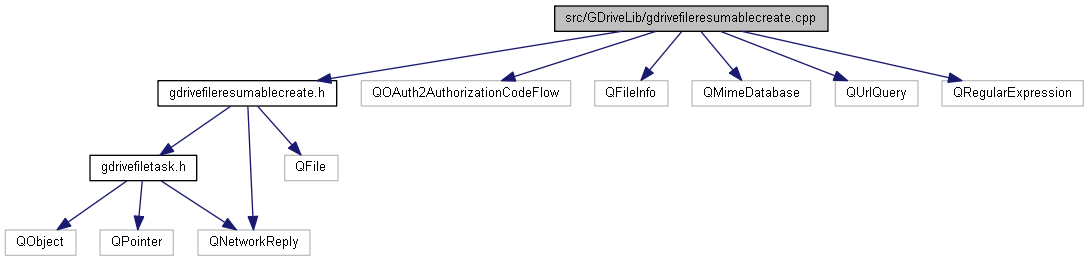 src/GDriveLib/gdrivefileresumablecreate.cpp
gdrivefileresumablecreate.h
QOAuth2AuthorizationCodeFlow
QFileInfo
QMimeDatabase
QUrlQuery
QRegularExpression
gdrivefiletask.h
QFile
QObject
QPointer
QNetworkReply